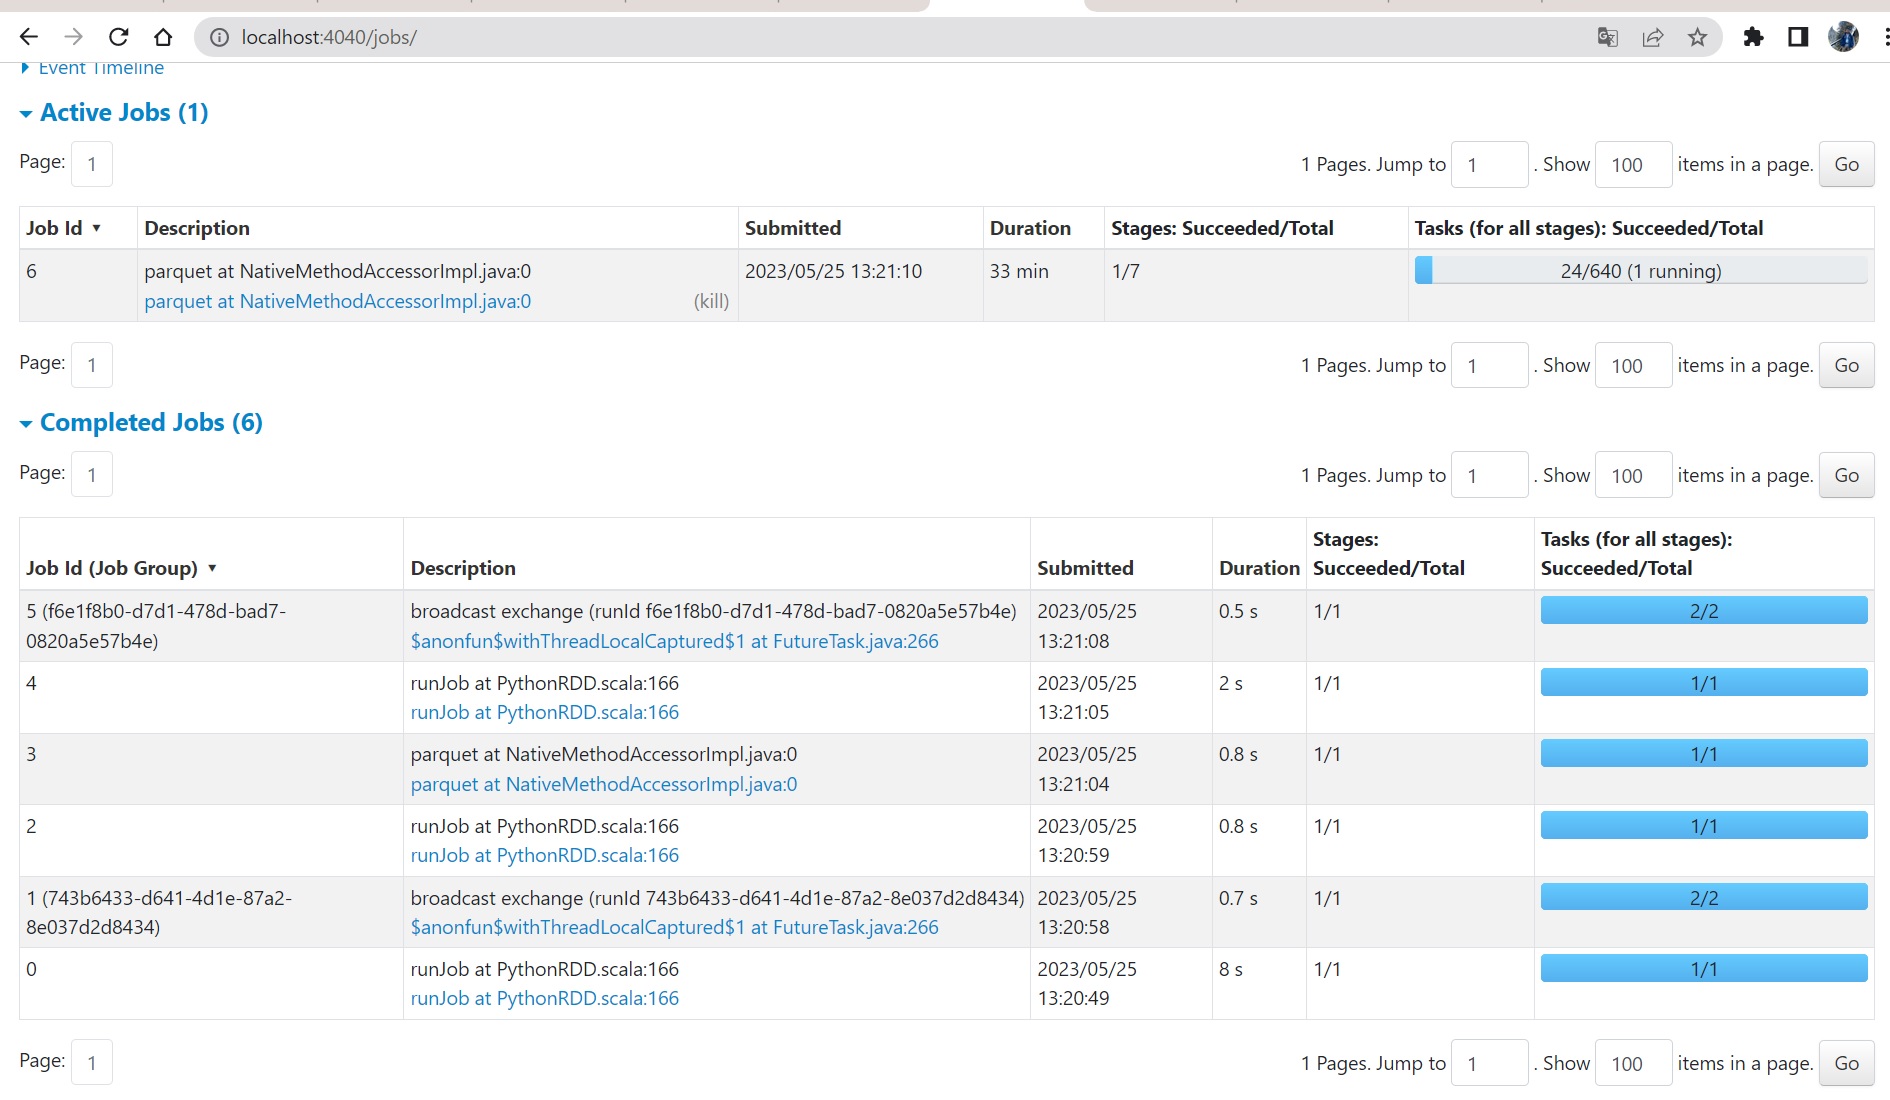 localhost:4040/jobs/
Event Timeline
Active Jobs (1)
Page: 1
1 Pages. Jump to 1 . Show 100 items in a page. Go
Job Id ▾ Description Submitted Duration Stages: Succeeded/Total Tasks (for all stages): Succeeded/Total
6 parquet at NativeMethodAccessorImpl.java:0 2023/05/25 13:21:10 33 min 1/7 24/640 (1 running)
parquet at NativeMethodAccessorImpl.java:0 (kill)
Page: 1
1 Pages. Jump to 1 . Show 100 items in a page. Go
Completed Jobs (6)
Page: 1
1 Pages. Jump to 1 . Show 100 items in a page. Go
Stages: Tasks (for all stages):
Job Id (Job Group) ▾ Description Submitted Duration Succeeded/Total Succeeded/Total
5 (f6e1f8b0-d7d1-478d-bad7- broadcast exchange (runId f6e1f8b0-d7d1-478d-bad7-0820a5e57b4e) 2023/05/25 0.5 s 1/1 2/2
0820a5e57b4e) $anonfun$withThreadLocalCaptured$1 at FutureTask.java:266 13:21:08
4 runJob at PythonRDD.scala:166 2023/05/25 2 s 1/1 1/1
runJob at PythonRDD.scala:166 13:21:05
3 parquet at NativeMethodAccessorImpl.java:0 2023/05/25 0.8 s 1/1 1/1
parquet at NativeMethodAccessorImpl.java:0 13:21:04
2 runJob at PythonRDD.scala:166 2023/05/25 0.8 s 1/1 1/1
runJob at PythonRDD.scala:166 13:20:59
1 (743b6433-d641-4d1e-87a2- broadcast exchange (runId 743b6433-d641-4d1e-87a2-8e037d2d8434) 2023/05/25 0.7 s 1/1 2/2
8e037d2d8434) $anonfun$withThreadLocalCaptured$1 at FutureTask.java:266 13:20:58
0 runJob at PythonRDD.scala:166 2023/05/25 8 s 1/1 1/1
runJob at PythonRDD.scala:166 13:20:49
Page: 1
1 Pages. Jump to 1 . Show 100 items in a page. Go